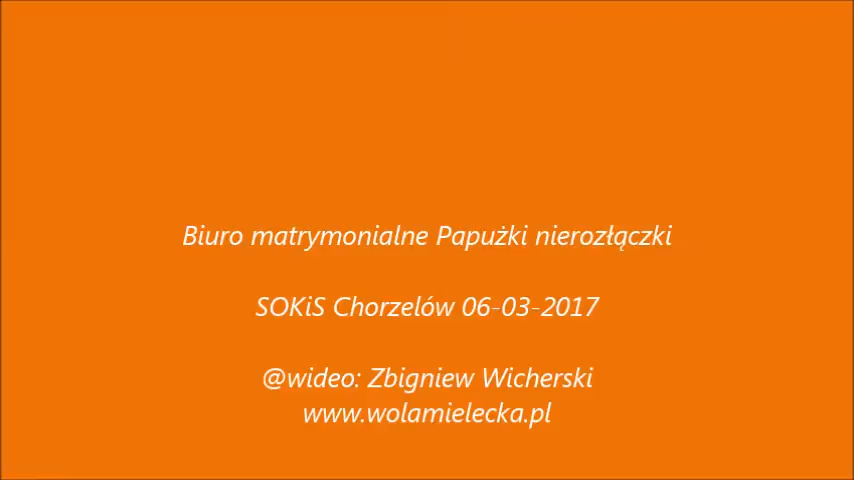 Biuro matrymonialne Papużki nierozłączki
SOKiS Chorzelów 06-03-2017
@wideo: Zbigniew Wicherski
www.wolamielecka.pl